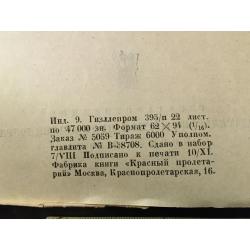 Инд. 9. Гизлегпром 395/п 22 лист.
по 47 000 зн. Формат 62 × 94 (1/16).
Заказ № 5059 Тираж 6000 Уполном.
главлита № В-38708. Сдано в набор
7/VIII Подписано к печати 10/XI.
Фабрика книги «Красный пролета-
рий» Москва, Краснопролетарская, 16.